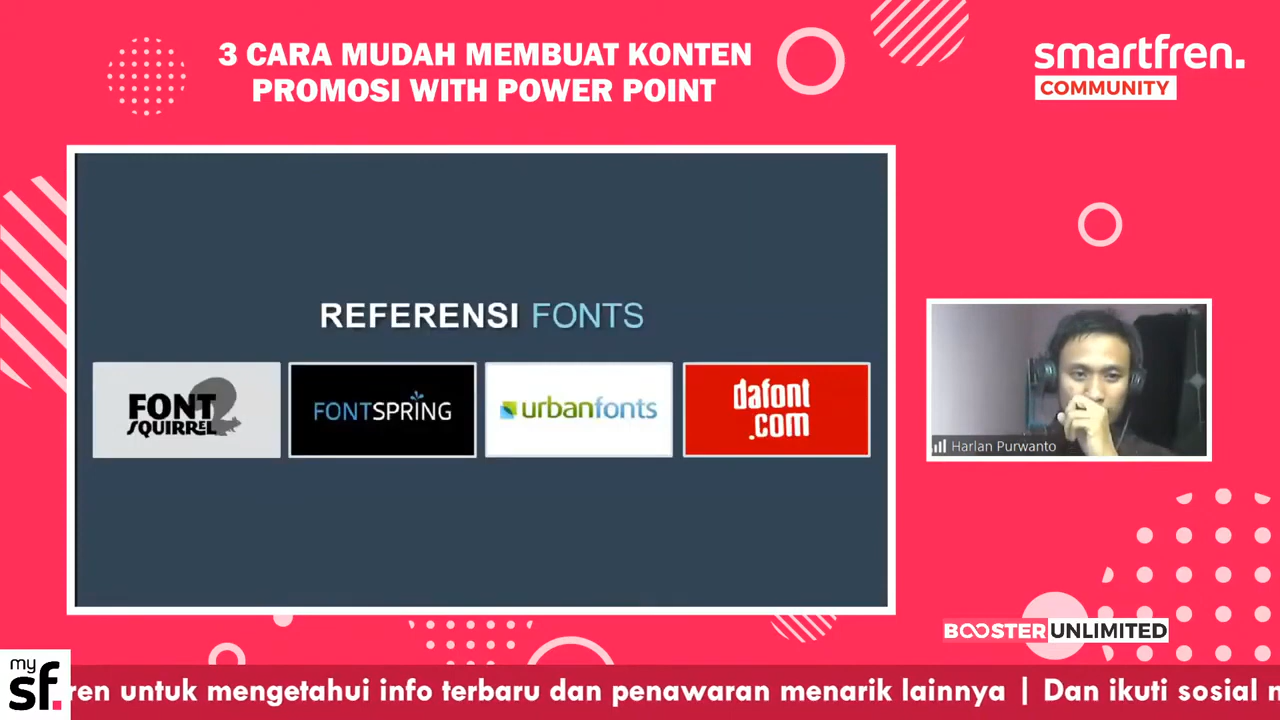 3 CARA MUDAH MEMBUAT KONTEN
PROMOSI WITH POWER POINT
smartfren.
COMMUNITY
REFERENSI FONTS
FONT
SQUIRREL
FONTSPRING
urbanfonts
dafont
.com
Harlan Purwanto
BOOSTER UNLIMITED
my
sf.
ren untuk mengetahui info terbaru dan penawaran menarik lainnya | Dan ikuti sosial